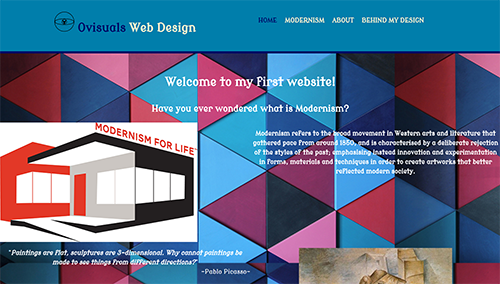 Ovisuals Web Design
HOME MODERNISM ABOUT BEHIND MY DESIGN
Welcome to my First website!
Have you ever wondered what is Modernism?
MODERNISM FOR LIFE
Modernism refers to the broad movement in Western arts and literature that
gathered pace from around 1850, and is characterised by a deliberate rejection
of the styles of the past; emphasising instead innovation and experimentation
in forms, materials and techniques in order to create artworks that better
reflected modern society.
"Paintings are flat, sculptures are 3-dimensional. Why cannot paintings be
made to see things from different directions?"
~Pablo Picasso~